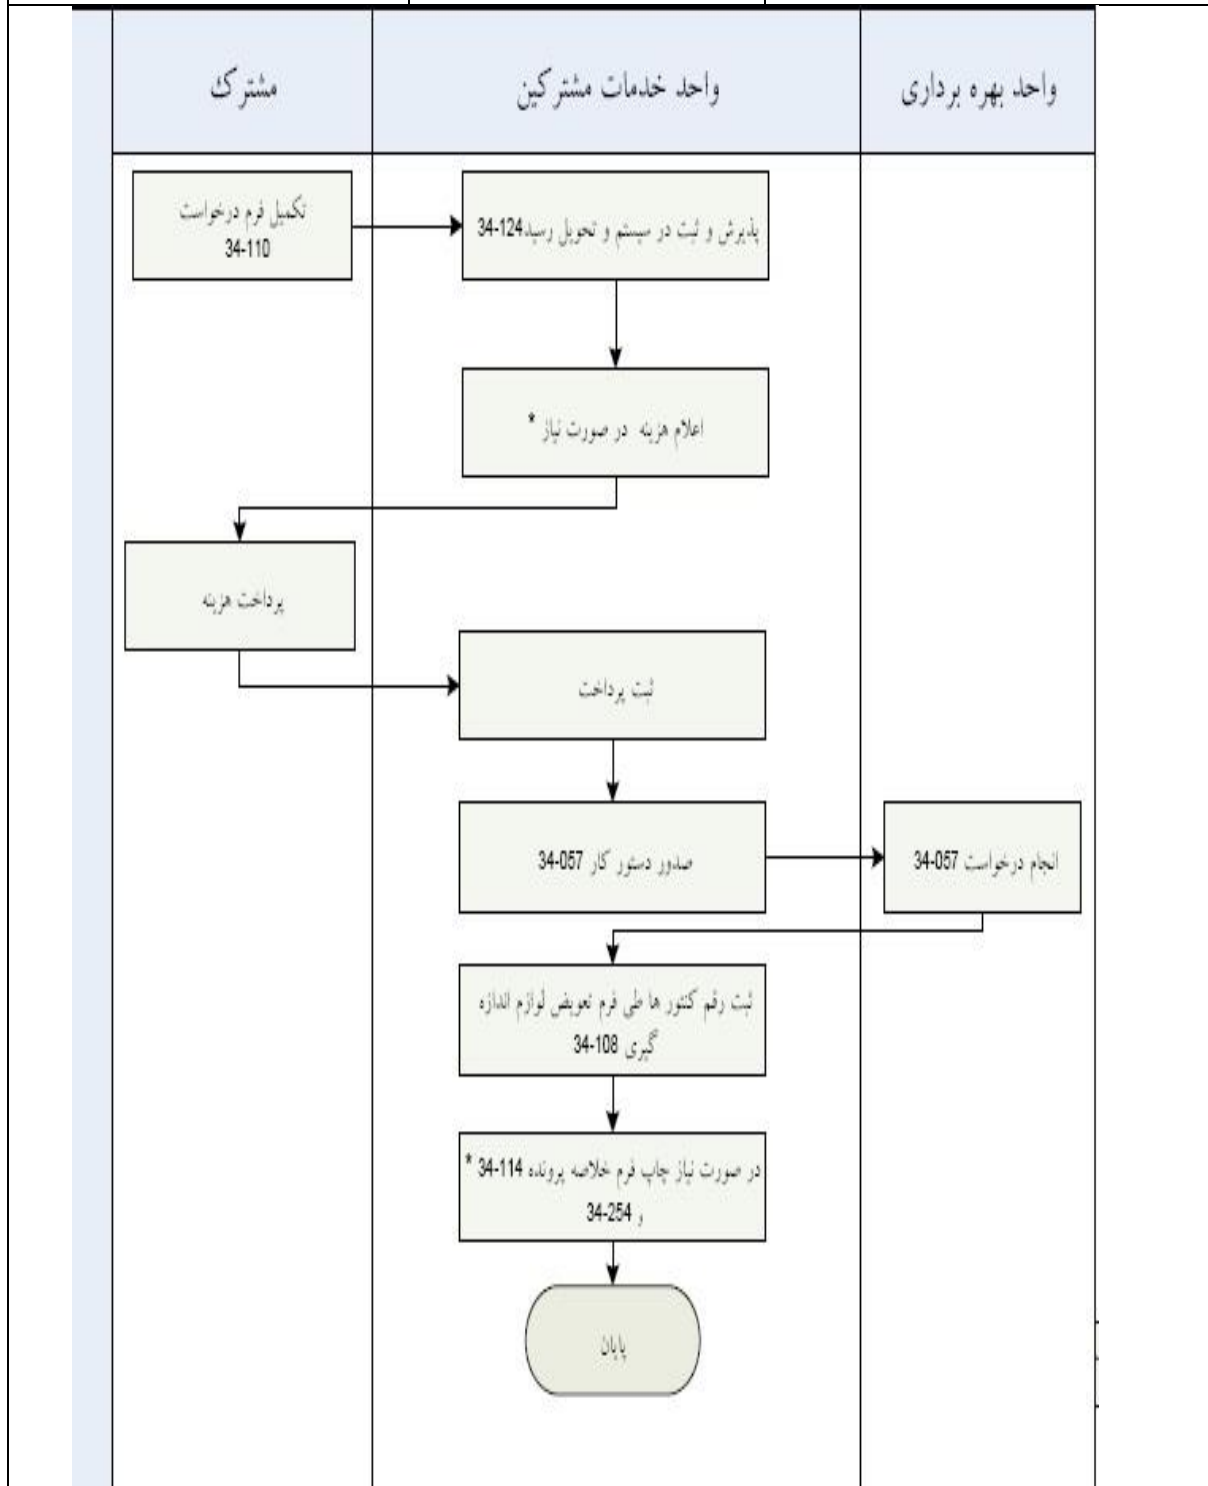 مشترک
واحد خدمات مشترکین
واحد بهره برداری
تکمیل فرم درخواست
34-110
پذیرش و ثبت در سیستم و تحویل رسید34-124
اعلام هزینه در صورت نیاز *
پرداخت هزینه
ثبت پرداخت
صدور دستور کار 34-057
انجام درخواست 34-057
ثبت رقم کنتور ها طی فرم تعویض لوازم اندازه
گیری 34-108
در صورت نیاز چاپ فرم خلاصه پرونده 34-114 *
و 34-254
پایان